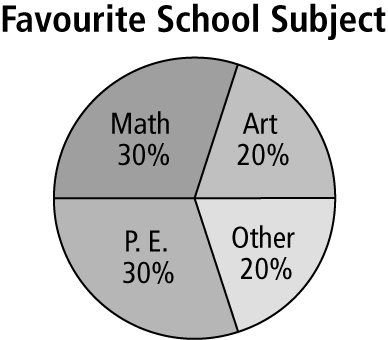 Favourite School Subject
Math
30%
Art
20%
P. E.
30%
Other
20%